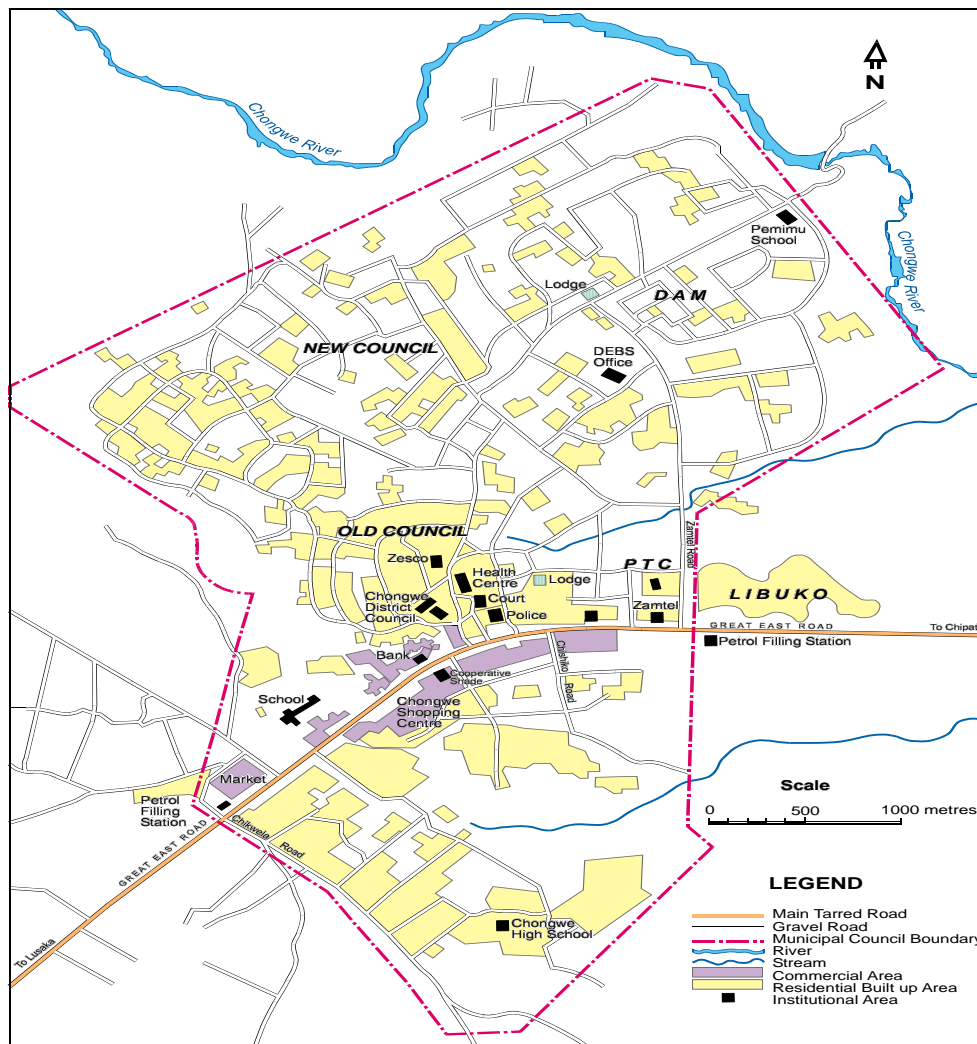 N
Chongwe River
Chongwe River
Pemimu
School
Lodge
DAM
NEW COUNCIL
DEBS
Office
OLD COUNCIL
Zesco
Health
Centre
Lodge
PTC
Zamtel Road
LIBUKO
Chongwe
District
Council
Court
Police
Zamtel
GREAT EAST ROAD
To Chipat
Petrol Filling Station
Bank
Cooperative
Shade
Chishiko
Road
School
Chongwe
Shopping
Centre
Market
Petrol
Filling
Station
Chikwela
Road
GREAT EAST ROAD
To Lusaka
Chongwe
High School
Scale
0 500 1000 metres
LEGEND
Main Tarred Road
Gravel Road
Municipal Council Boundary
River
Stream
Commercial Area
Residential Built up Area
Institutional Area